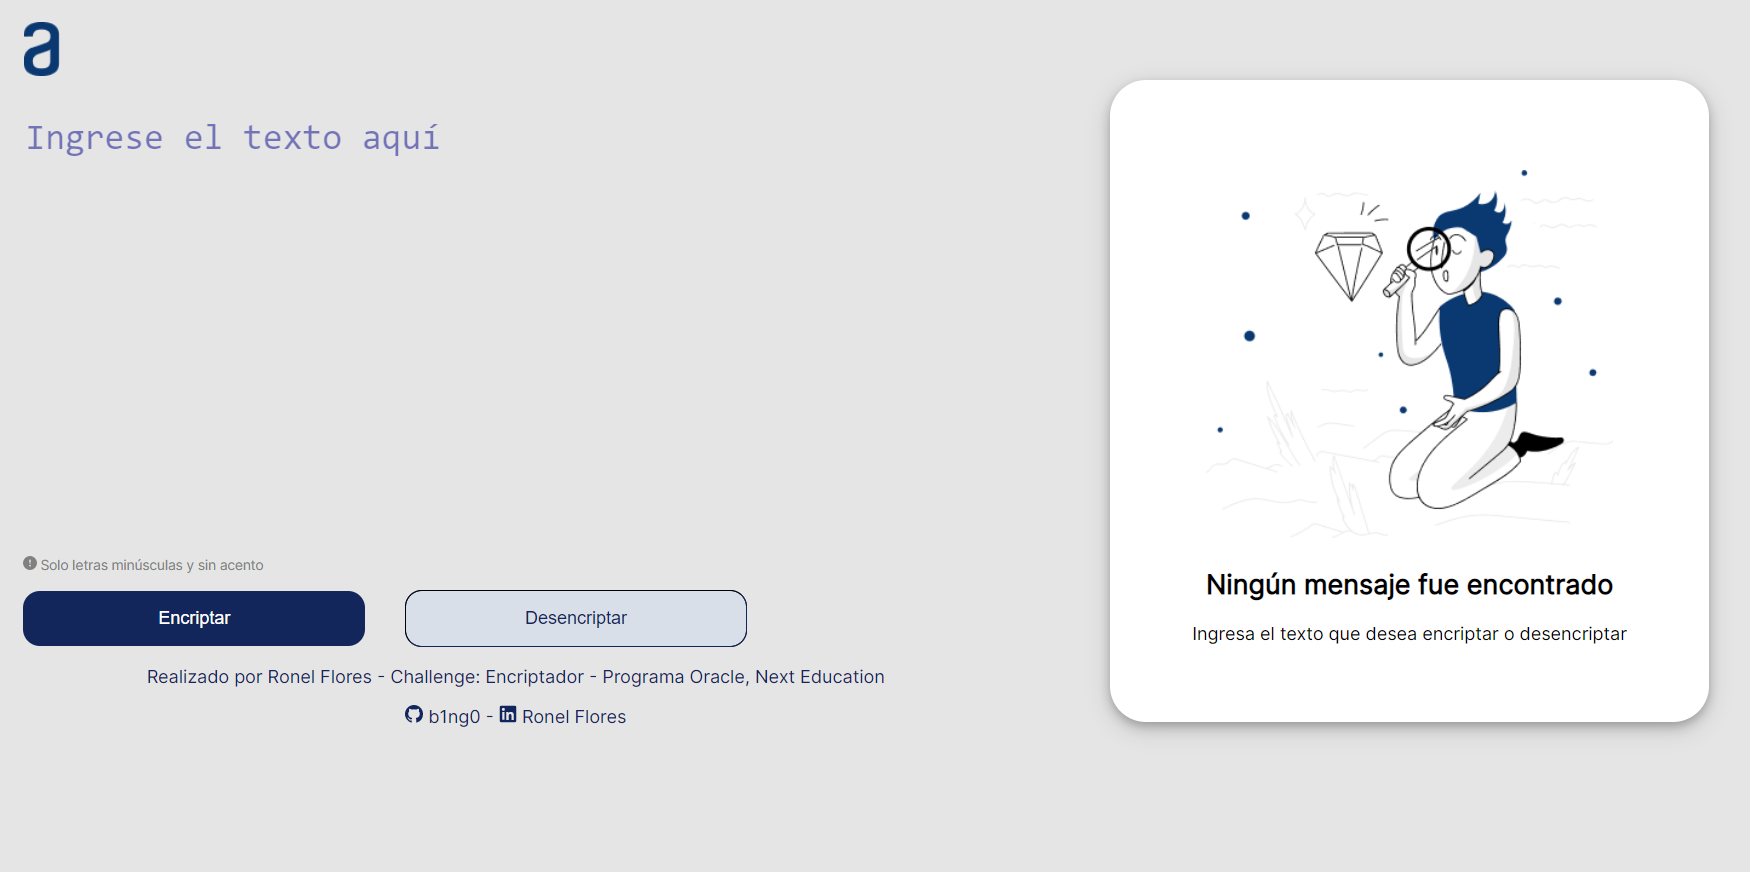 a
Ingrese el texto aquí
Solo letras minúsculas y sin acento
Encriptar
Desencriptar
Realizado por Ronel Flores - Challenge: Encriptador - Programa Oracle, Next Education
b1ng0 - in Ronel Flores
Ningún mensaje fue encontrado
Ingresa el texto que desea encriptar o desencriptar